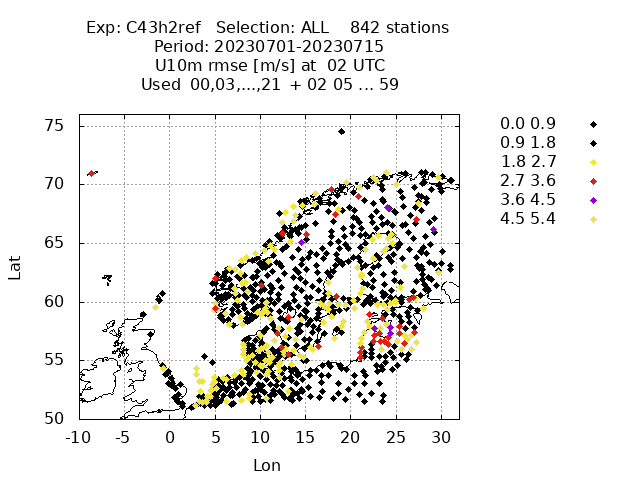 Exp: C43h2ref   Selection: ALL    842 stations
Period: 20230701-20230715
U10m rmse [m/s] at  02 UTC
Used  00,03,...,21  + 02 05 ... 59
75
70
65
60
55
50
-10 -5 0 5 10 15 20 25 30
Lat
Lon
0.0 0.9
0.9 1.8
1.8 2.7
2.7 3.6
3.6 4.5
4.5 5.4